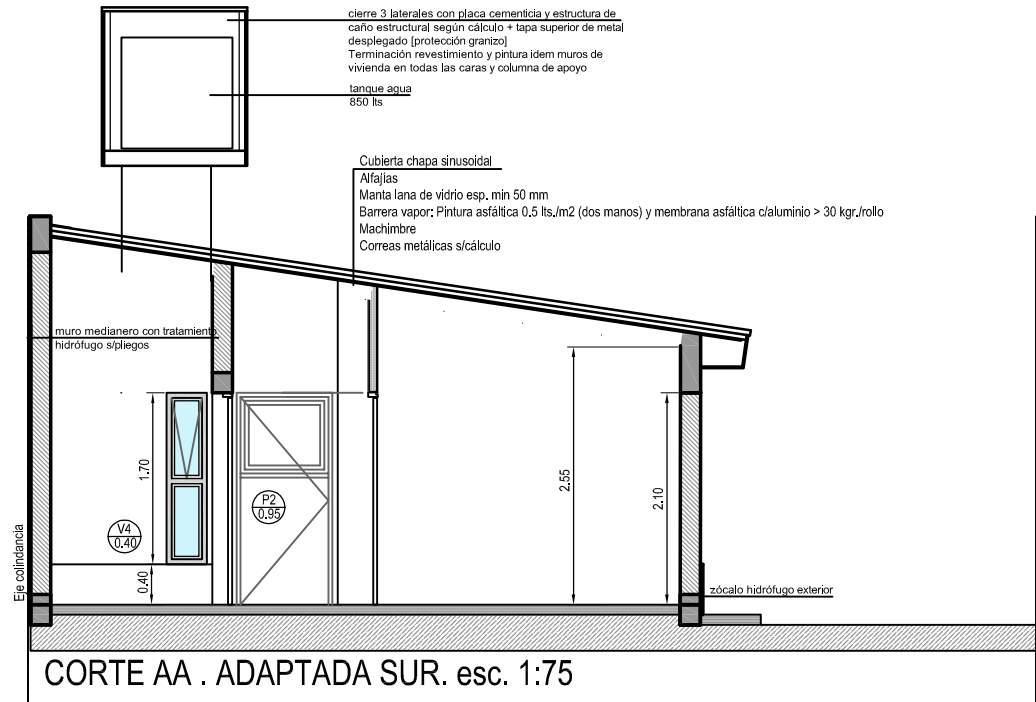 cierre 3 laterales con placa cementicia y estructura de
caño estructural según cálculo + tapa superior de metal
desplegado [protección granizo]
Terminación revestimiento y pintura idem muros de
vivienda en todas las caras y columna de apoyo
tanque agua
850 lts
Cubierta chapa sinusoidal
Alfajias
Manta lana de vidrio esp. min 50 mm
Barrera vapor: Pintura asfáltica 0.5 lts./m2 (dos manos) y membrana asfáltica c/aluminio > 30 kgr./rollo
Machimbre
Correas metálicas s/cálculo
muro medianero con tratamiento
hidrófugo s/pliegos
1.70
2.55
2.10
P2
0.95
V4
0.40
0.40
Eje colindancia
zócalo hidrófugo exterior
CORTE AA . ADAPTADA SUR. esc. 1:75